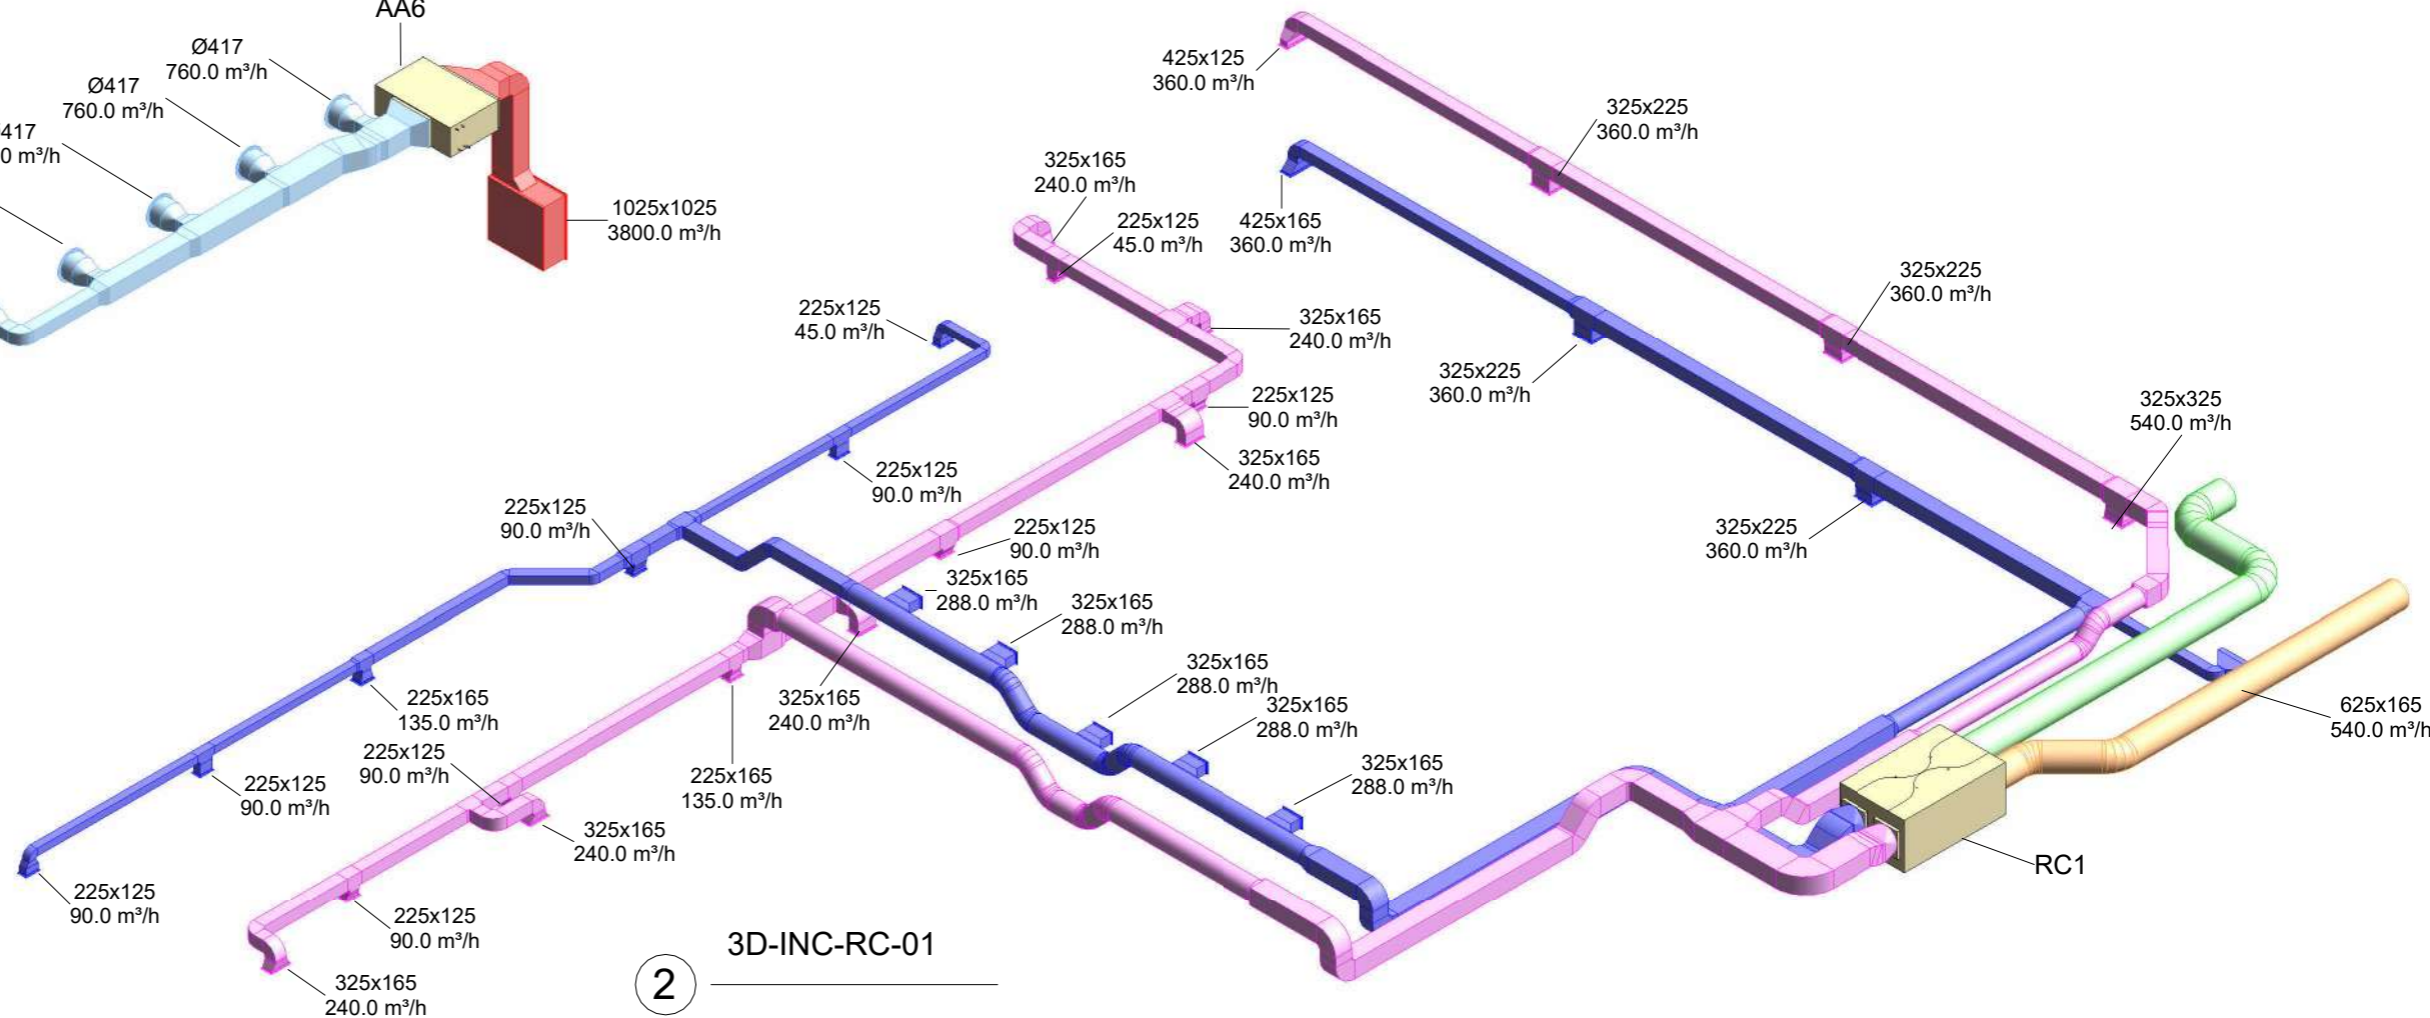 AA6
Ø417
760.0 m³/h
Ø417
760.0 m³/h
417
0 m³/h
1025x1025
3800.0 m³/h
425x125
360.0 m³/h
325x225
360.0 m³/h
325x165
240.0 m³/h
225x125
45.0 m³/h
425x165
360.0 m³/h
325x225
360.0 m³/h
225x125
45.0 m³/h
325x165
240.0 m³/h
325x225
360.0 m³/h
225x125
90.0 m³/h
325x325
540.0 m³/h
325x165
240.0 m³/h
225x125
90.0 m³/h
225x125
90.0 m³/h
225x125
90.0 m³/h
325x225
360.0 m³/h
325x165
288.0 m³/h
325x165
288.0 m³/h
325x165
288.0 m³/h
225x165
135.0 m³/h
325x165
240.0 m³/h
325x165
288.0 m³/h
625x165
540.0 m³/h
225x125
90.0 m³/h
225x125
90.0 m³/h
225x165
135.0 m³/h
325x165
288.0 m³/h
325x165
240.0 m³/h
RC1
225x125
90.0 m³/h
225x125
90.0 m³/h
325x165
240.0 m³/h
3D-INC-RC-01
2